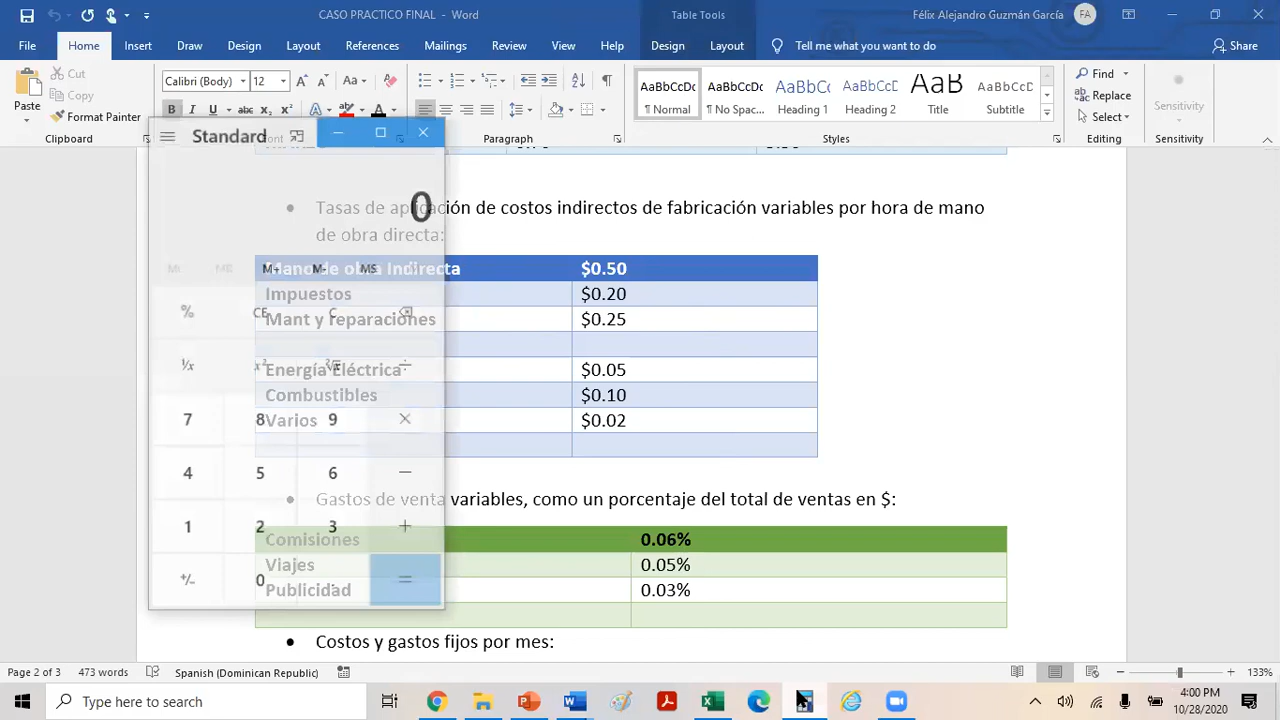 CASO PRACTICO FINAL - Word
Table Tools
Félix Alejandro Guzmán García
FA
File Home Insert Draw Design Layout References Mailings Review View Help Design Layout Tell me what you want to do Share
Paste
Cut
Copy
Format Painter
Clipboard
Calibri (Body) 12
Font
Paragraph
AaBbCcDc AaBbCcDc AaBbCc AaBbCcC AaB AaBbCcD
¶ Normal ¶ No Spac... Heading 1 Heading 2 Title Subtitle
Styles
Find
Replace
Select
Editing
Sensitivity
Sensitivity
Standard
0
MC MR M+ M- MS
% CE C
¹/x x² ²√x ÷
7 8 9 ×
4 5 6 −
1 2 3 +
+/- 0 . =
• Tasas de aplicación de costos indirectos de fabricación variables por hora de mano
de obra directa:
Mano de obra Indirecta $0.50
Impuestos $0.20
Mant y reparaciones $0.25
Energía Eléctrica $0.05
Combustibles $0.10
Varios $0.02
• Gastos de venta variables, como un porcentaje del total de ventas en $:
Comisiones 0.06%
Viajes 0.05%
Publicidad 0.03%
• Costos y gastos fijos por mes:
Page 2 of 3 473 words Spanish (Dominican Republic) 133%
Type here to search
4:00 PM
10/28/2020